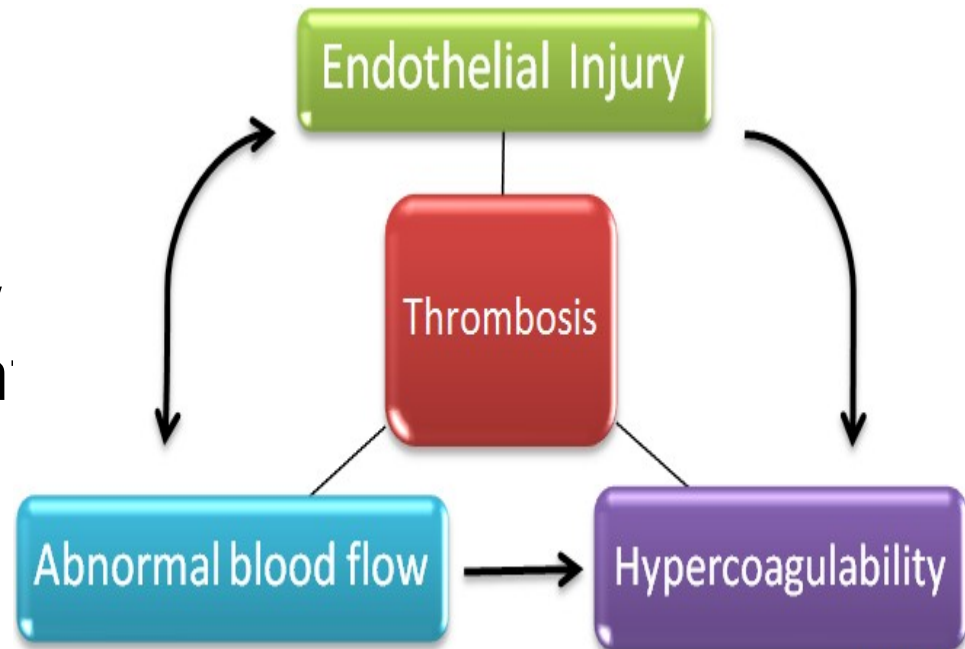 Endothelial Injury
Thrombosis
Abnormal blood flow
Hypercoagulability